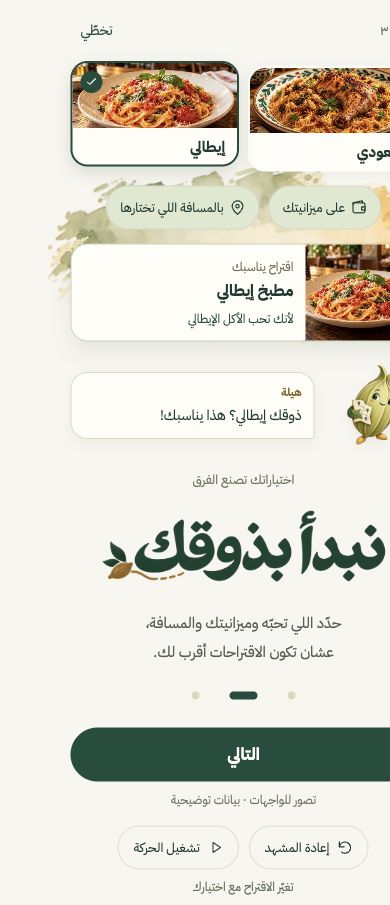 تخطّي
٣
إيطالي
على ميزانيتك
بالمسافة اللي تختارها
اقتراح يناسبك
مطبخ إيطالي
لأنك تحب الأكل الإيطالي
هيلة
ذوقك إيطالي؟ هذا يناسبك!
اختياراتك تصنع الفرق
نبدأ بذوقك
حدّد اللي تحبّه وميزانيتك والمسافة،
عشان تكون الاقتراحات أقرب لك.
التالي
تصور للواجهات · بيانات توضيحية
إعادة المشهد
تشغيل الحركة
تغيّر الاقتراح مع اختيارك